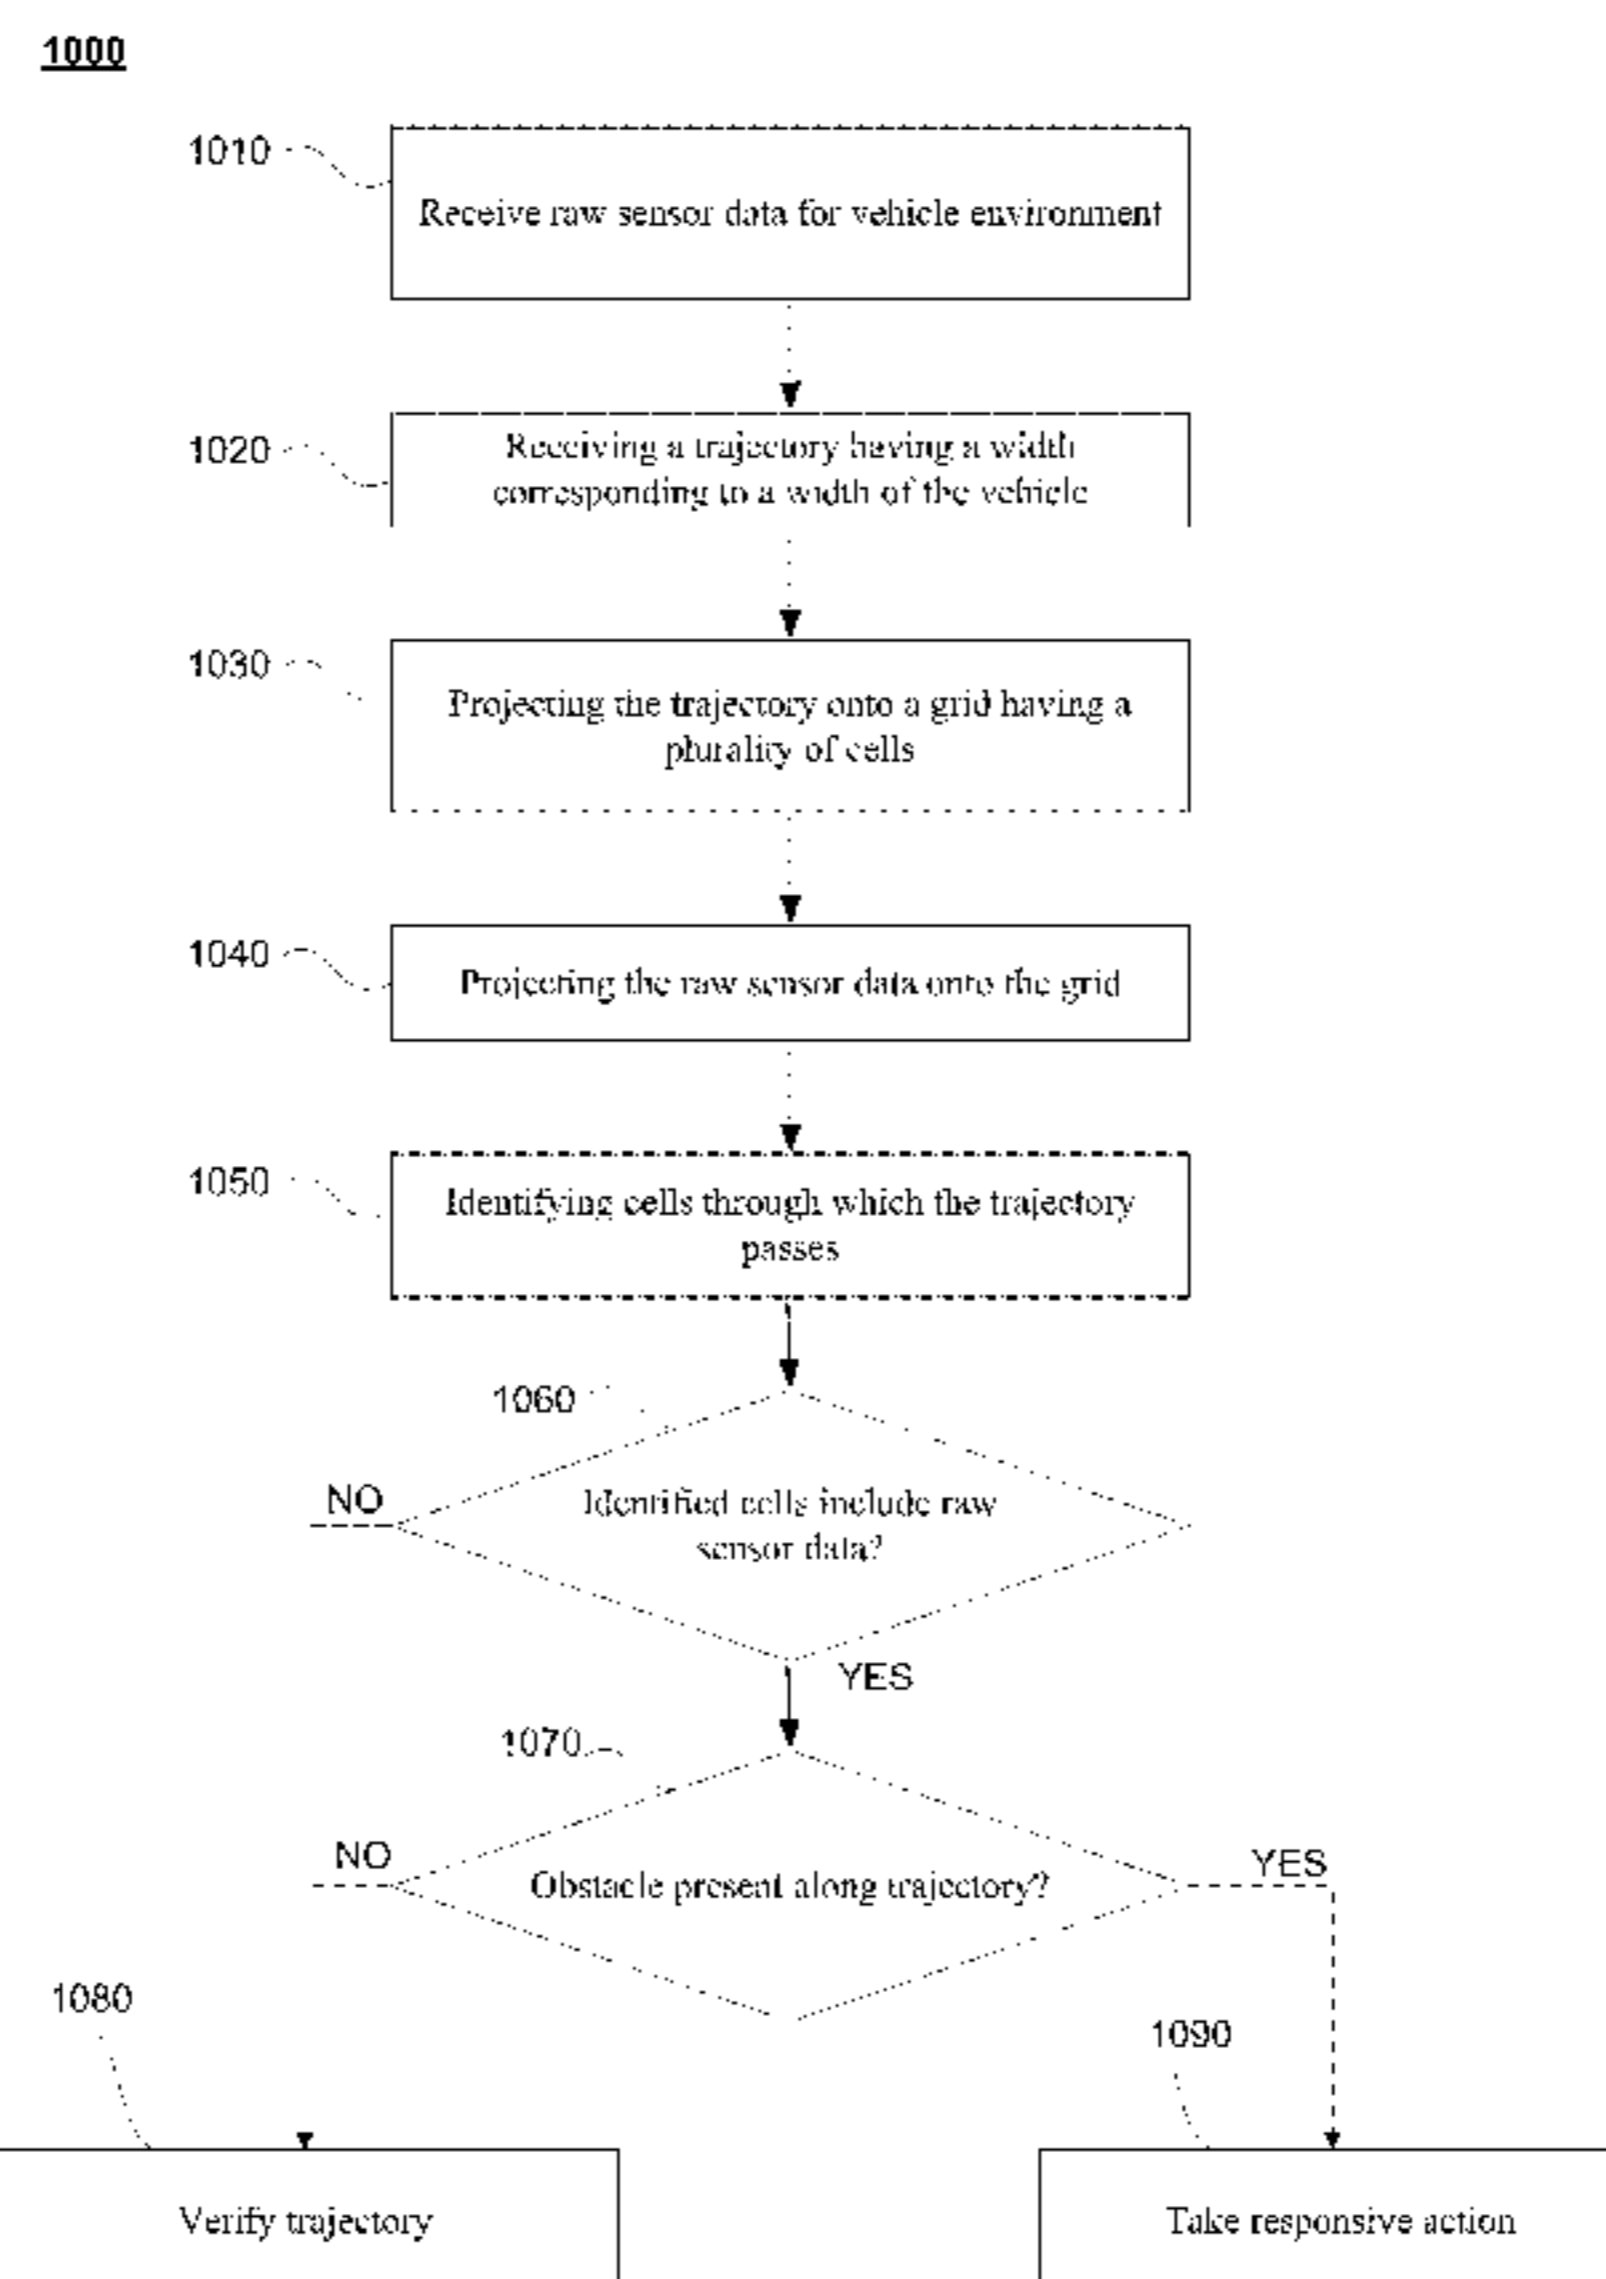 1000
1010
Receive raw sensor data for vehicle environment
1020
Receiving a trajectory having a width
corresponding to a width of the vehicle
1030
Projecting the trajectory onto a grid having a
plurality of cells
1040
Projecting the raw sensor data onto the grid
1050
Identifying cells through which the trajectory
passes
1060
NO
Identified cells include raw
sensor data?
YES
1070
NO
Obstacle present along trajectory?
YES
1080
1090
Verify trajectory
Take responsive action